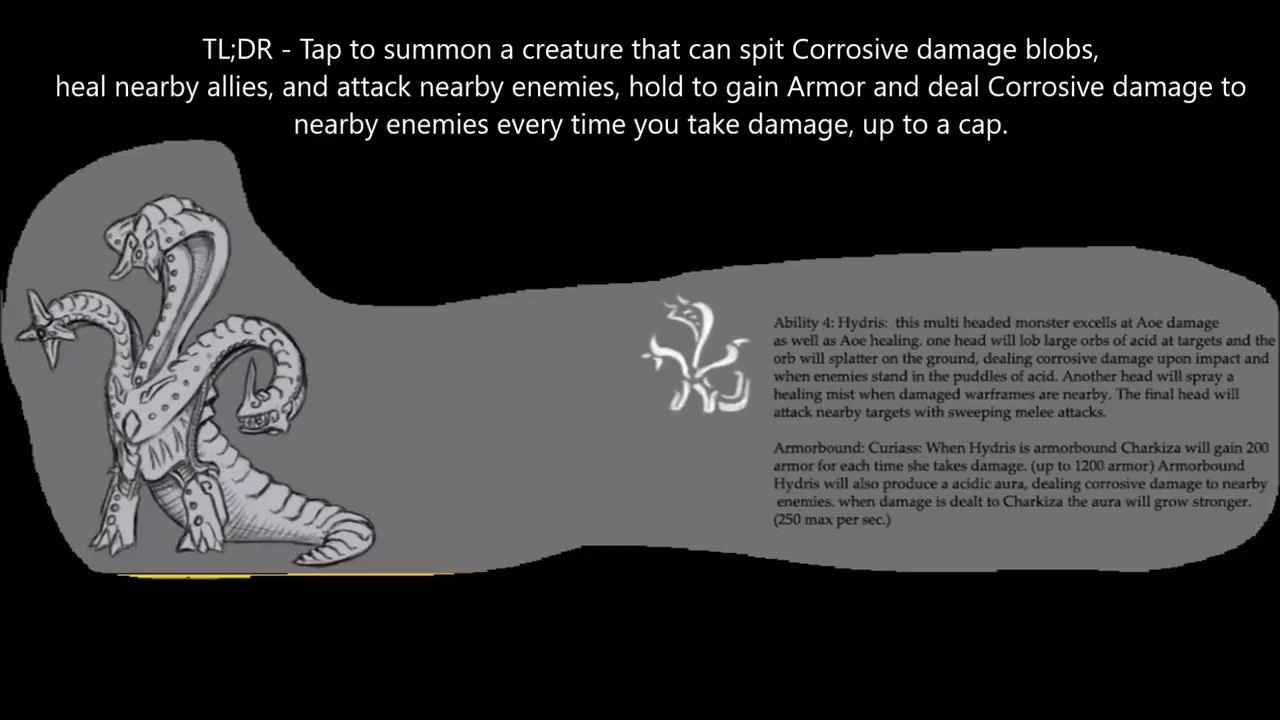 TL;DR - Tap to summon a creature that can spit Corrosive damage blobs,
heal nearby allies, and attack nearby enemies, hold to gain Armor and deal Corrosive damage to
nearby enemies every time you take damage, up to a cap.
Ability 4: Hydris: this multi headed monster excells at Aoe damage
as well as Aoe healing. one head will lob large orbs of acid at targets and the
orb will splatter on the ground, dealing corrosive damage upon impact and
when enemies stand in the puddles of acid. Another head will spray a
healing mist when damaged warframes are nearby. The final head will
attack nearby targets with sweeping melee attacks.
Armorbound: Curiass: When Hydris is armorbound Charkiza will gain 200
armor for each time she takes damage. (up to 1200 armor) Armorbound
Hydris will also produce a acidic aura, dealing corrosive damage to nearby
enemies. when damage is dealt to Charkiza the aura will grow stronger.
(250 max per sec.)